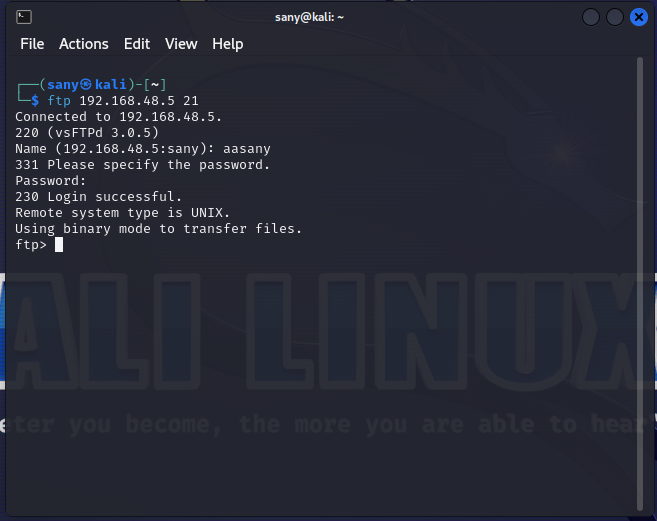 sany@kali: ~
File Actions Edit View Help
┌──(sany㉿kali)-[~]
└─$ ftp 192.168.48.5 21
Connected to 192.168.48.5.
220 (vsFTPd 3.0.5)
Name (192.168.48.5:sany): aasany
331 Please specify the password.
Password:
230 Login successful.
Remote system type is UNIX.
Using binary mode to transfer files.
ftp>
ALI LINUX
you become, the more you are able to hear